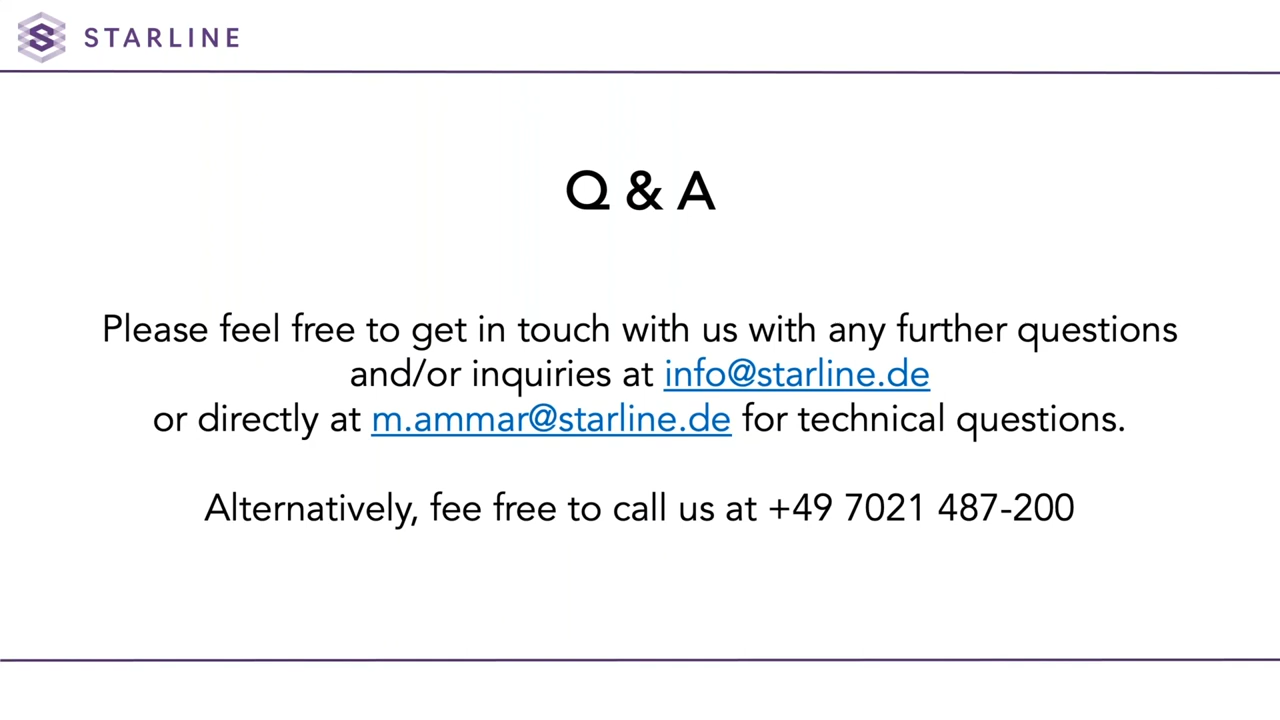 STARLINE
Q & A
Please feel free to get in touch with us with any further questions
and/or inquiries at info@starline.de
or directly at m.ammar@starline.de for technical questions.
Alternatively, fee free to call us at +49 7021 487-200